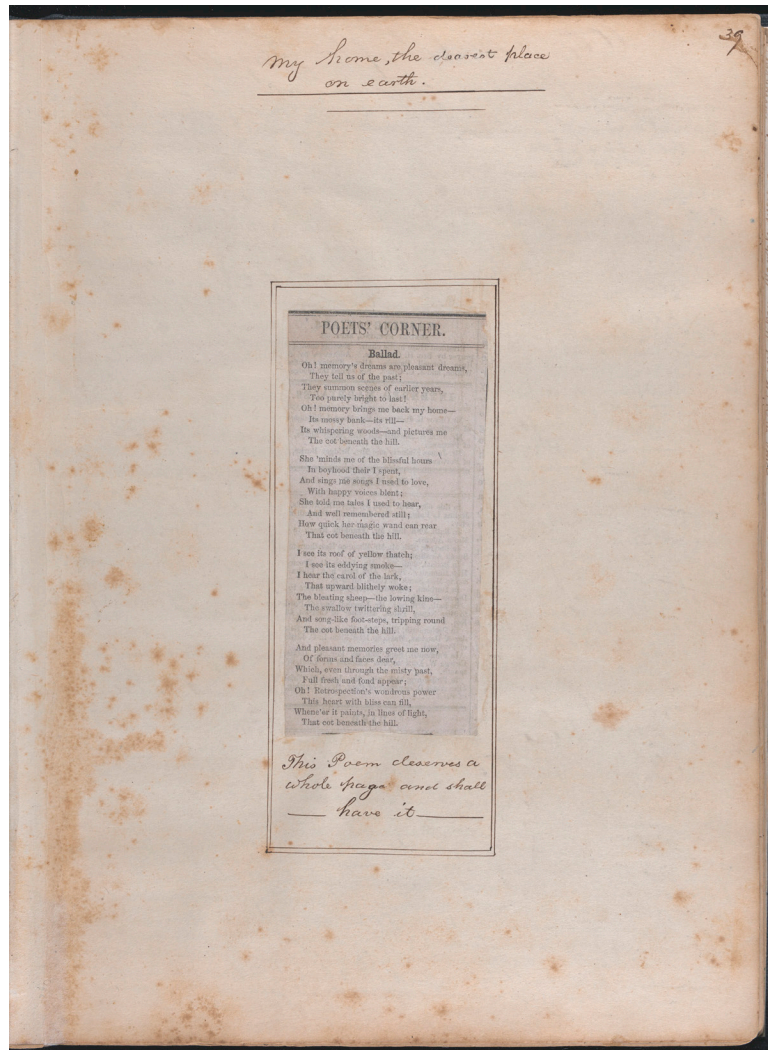 39
My home, the dearest place
on earth.
POETS' CORNER.
Ballad.
Oh! memory's dreams are pleasant dreams,
They tell us of the past;
They summon scenes of earlier years,
Too purely bright to last!
Oh! memory brings me back my home—
Its mossy bank—its rill—
Its whispering woods—and pictures me
The cot beneath the hill.
She 'minds me of the blissful hours
In boyhood their I spent,
And sings me songs I used to love,
With happy voices blent;
She told me tales I used to hear,
And well remembered still;
How quick her magic wand can rear
That cot beneath the hill.
I see its roof of yellow thatch;
I see its eddying smoke—
I hear the carol of the lark,
That upward blithely woke;
The bleating sheep—the lowing kine—
The swallow twittering shrill,
And song-like foot-steps, tripping round
The cot beneath the hill.
And pleasant memories greet me now,
Of forms and faces dear,
Which, even through the misty past,
Full fresh and fond appear;
Oh! Retrospection's wondrous power
This heart with bliss can fill,
Whene'er it paints, in lines of light,
That cot beneath the hill.
This Poem deserves a
whole page and shall
have it